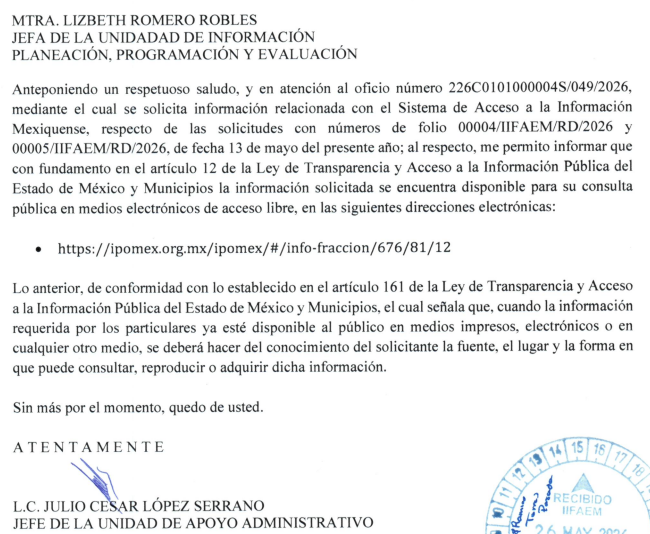 MTRA. LIZBETH ROMERO ROBLES
JEFA DE LA UNIDADAD DE INFORMACIÓN
PLANEACIÓN, PROGRAMACIÓN Y EVALUACIÓN
Anteponiendo un respetuoso saludo, y en atención al oficio número 226C0101000004S/049/2026,
mediante el cual se solicita información relacionada con el Sistema de Acceso a la Información
Mexiquense, respecto de las solicitudes con números de folio 00004/IIFAEM/RD/2026 y
00005/IIFAEM/RD/2026, de fecha 13 de mayo del presente año; al respecto, me permito informar que
con fundamento en el artículo 12 de la Ley de Transparencia y Acceso a la Información Pública del
Estado de México y Municipios la información solicitada se encuentra disponible para su consulta
pública en medios electrónicos de acceso libre, en las siguientes direcciones electrónicas:
• https://ipomex.org.mx/ipomex/#/info-fraccion/676/81/12
Lo anterior, de conformidad con lo establecido en el artículo 161 de la Ley de Transparencia y Acceso
a la Información Pública del Estado de México y Municipios, el cual señala que, cuando la información
requerida por los particulares ya esté disponible al público en medios impresos, electrónicos o en
cualquier otro medio, se deberá hacer del conocimiento del solicitante la fuente, el lugar y la forma en
que puede consultar, reproducir o adquirir dicha información.
Sin más por el momento, quedo de usted.
A T E N T A M E N T E
L.C. JULIO CESAR LÓPEZ SERRANO
JEFE DE LA UNIDAD DE APOYO ADMINISTRATIVO
10 11 12 13 14 15 16 17 18
RECIBIDO
IIFAEM
26 MAY